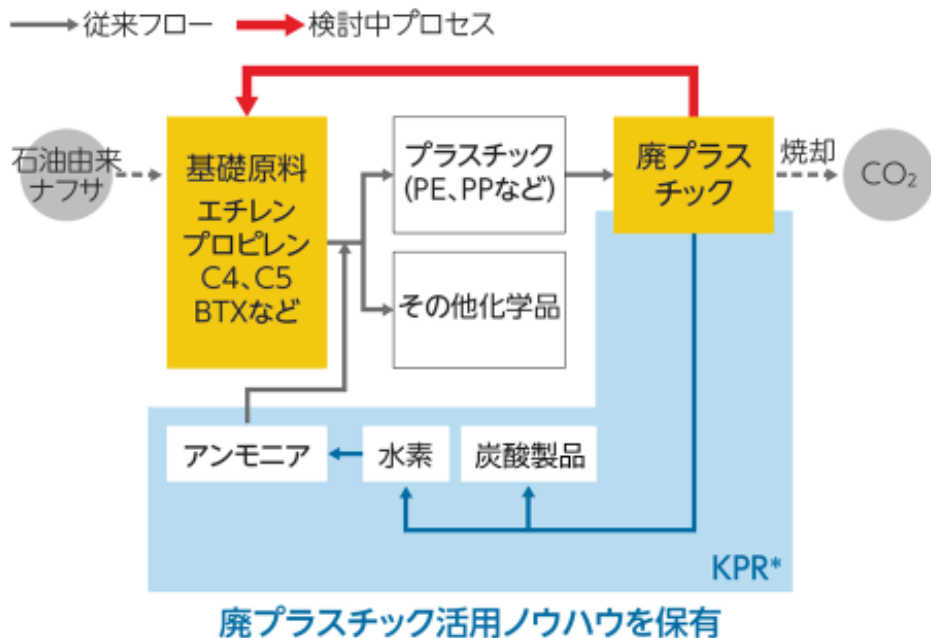 従来フロー 検討中プロセス
石油由来
ナフサ
基礎原料
エチレン
プロピレン
C4、C5
BTXなど
プラスチック
(PE、PPなど)
その他化学品
廃プラス
チック
焼却
CO₂
アンモニア
水素
炭酸製品
KPR*
廃プラスチック活用ノウハウを保有